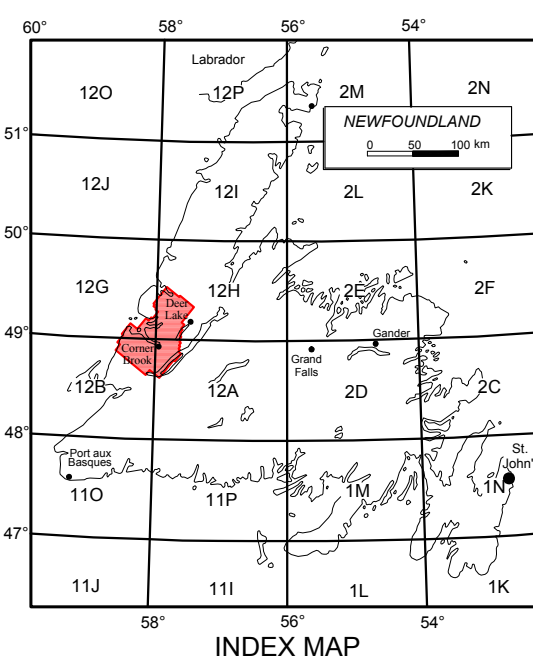 60°
58°
56°
54°
Labrador
12O
12P
2M
2N
51°
NEWFOUNDLAND
0 50 100 km
12J
12I
2L
2K
50°
12G
Deer
Lake
12H
2E
2F
49°
Corner
Brook
Grand
Falls
Gander
12B
12A
2D
2C
48°
Port aux
Basques
St.
John'
11O
11P
1M
1N
47°
11J
11I
1L
1K
58°
56°
54°
INDEX MAP